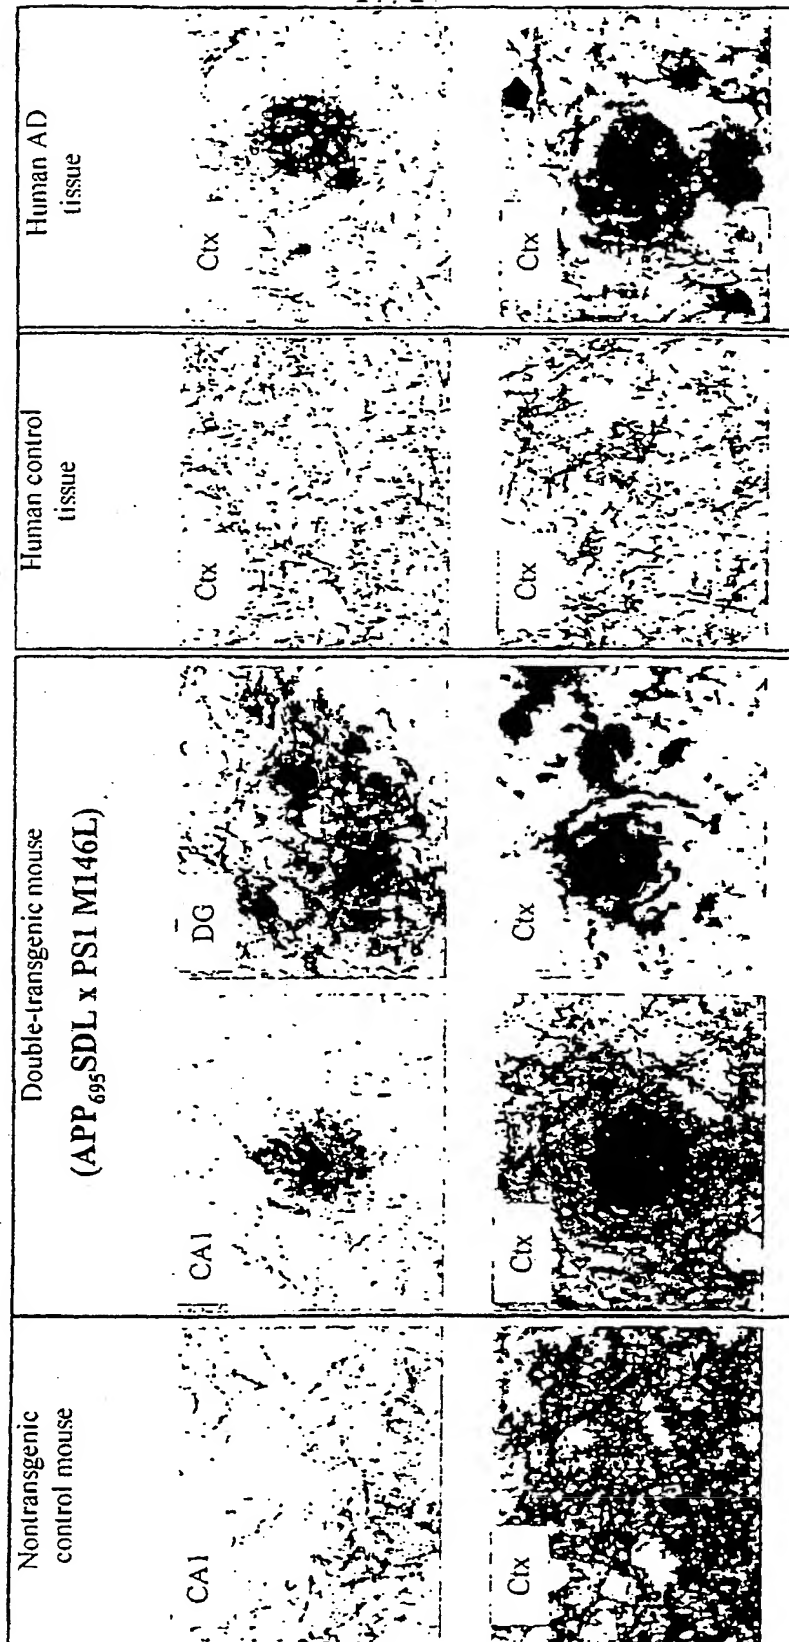 Nontransgenic
control mouse
Double-transgenic mouse
(APP₆₉₅SDL x PS1 M146L)
Human control
tissue
Human AD
tissue
CA1
CA1
DG
Ctx
Ctx
Ctx
Ctx
Ctx
Ctx
Ctx